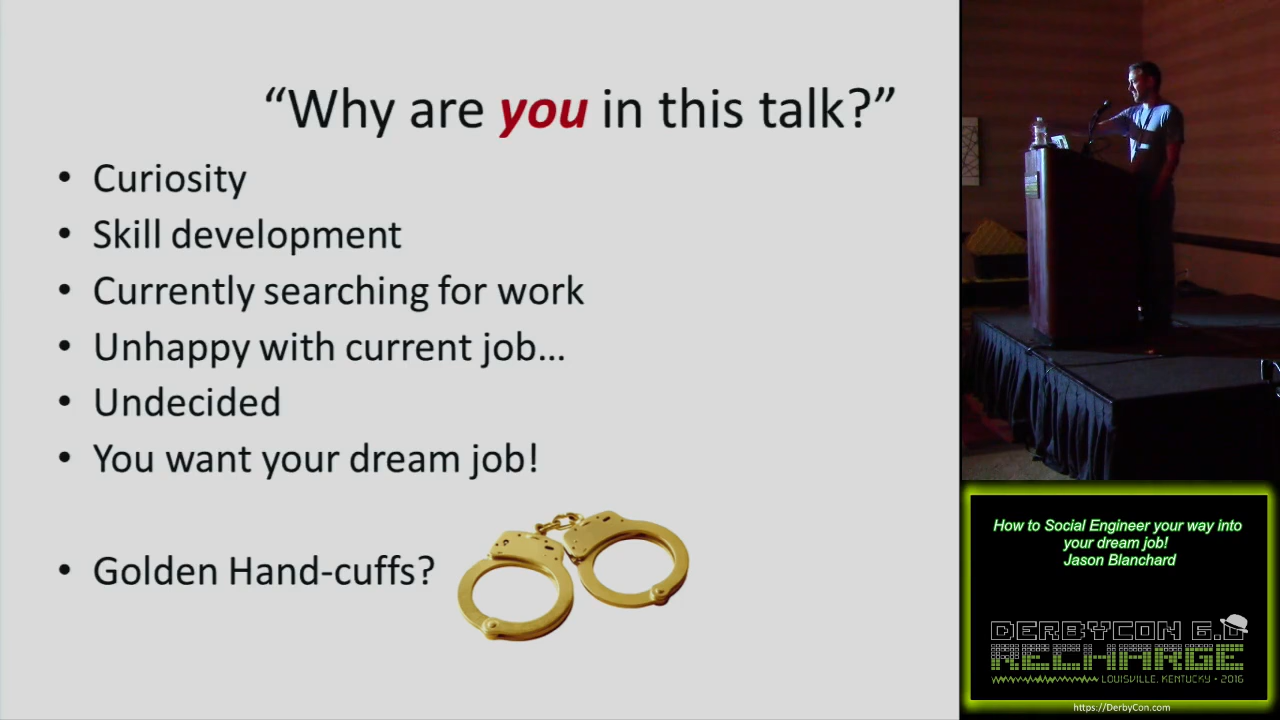 “Why are you in this talk?”
• Curiosity
• Skill development
• Currently searching for work
• Unhappy with current job...
• Undecided
• You want your dream job!
• Golden Hand-cuffs?
How to Social Engineer your way into
your dream job!
Jason Blanchard
DERBYCON 6.0
RECHARGE
LOUISVILLE, KENTUCKY • 2016
https://DerbyCon.com